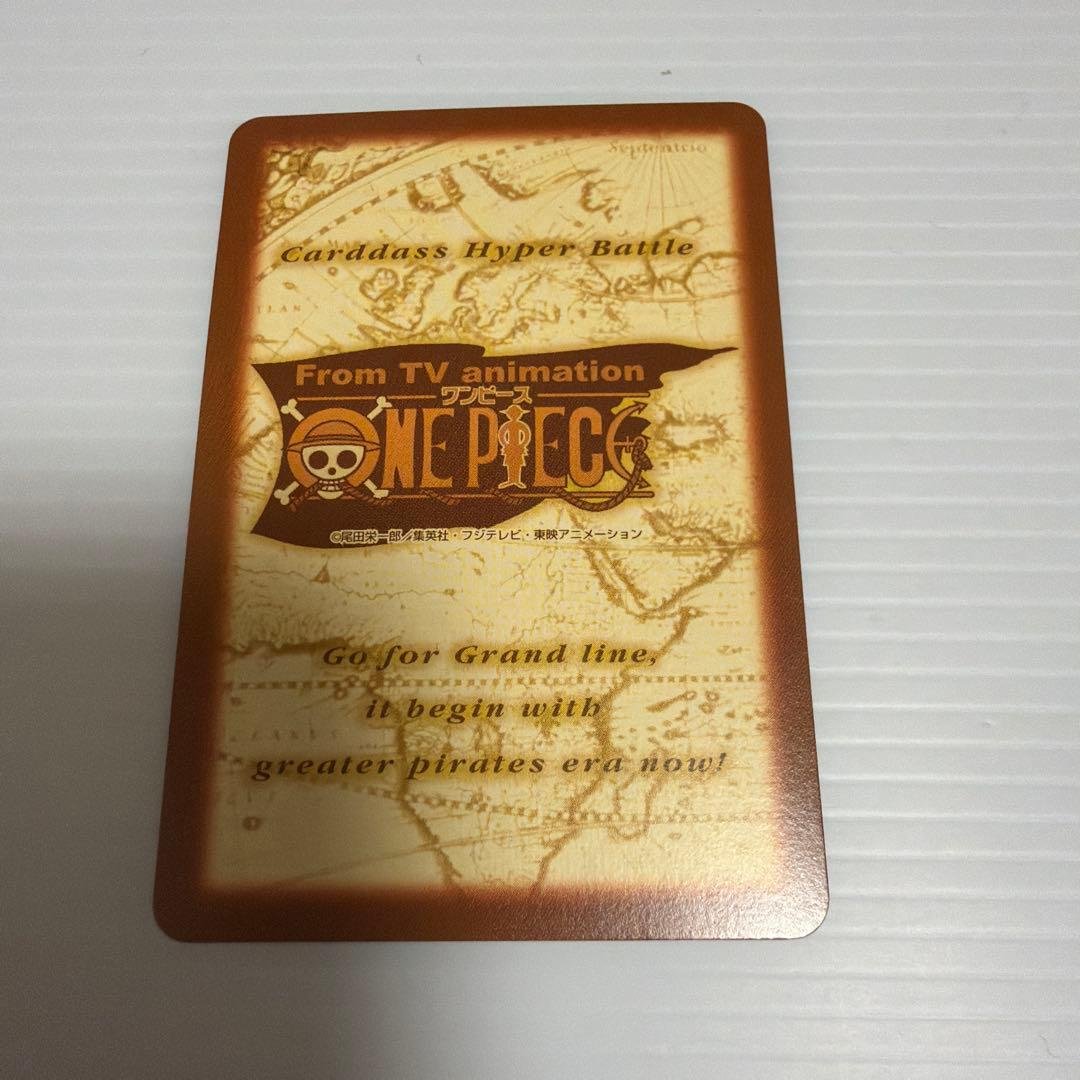 Septentrio
Carddass Hyper Battle
From TV animation
ワンピース
ONE PIECE
©尾田栄一郎／集英社・フジテレビ・東映アニメーション
Go for Grand line,
it begin with
greater pirates era now!